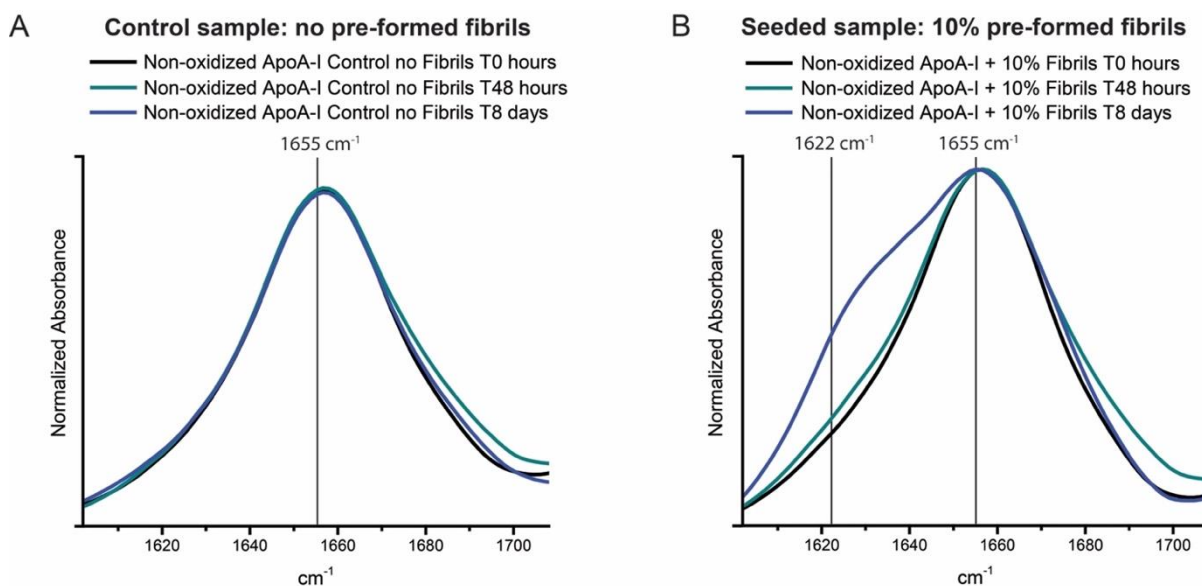 A
Control sample: no pre-formed fibrils
Non-oxidized ApoA-I Control no Fibrils T0 hours
Non-oxidized ApoA-I Control no Fibrils T48 hours
Non-oxidized ApoA-I Control no Fibrils T8 days
1655 cm⁻¹
Normalized Absorbance
1620 1640 1660 1680 1700
cm⁻¹
B
Seeded sample: 10% pre-formed fibrils
Non-oxidized ApoA-I + 10% Fibrils T0 hours
Non-oxidized ApoA-I + 10% Fibrils T48 hours
Non-oxidized ApoA-I + 10% Fibrils T8 days
1622 cm⁻¹ 1655 cm⁻¹
Normalized Absorbance
1620 1640 1660 1680 1700
cm⁻¹